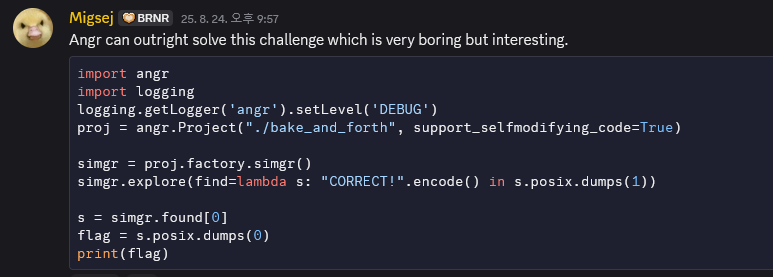 Migsej BRNR 25. 8. 24. 오후 9:57
Angr can outright solve this challenge which is very boring but interesting.
import angr
import logging
logging.getLogger('angr').setLevel('DEBUG')
proj = angr.Project("./bake_and_forth", support_selfmodifying_code=True)
simgr = proj.factory.simgr()
simgr.explore(find=lambda s: "CORRECT!".encode() in s.posix.dumps(1))
s = simgr.found[0]
flag = s.posix.dumps(0)
print(flag)